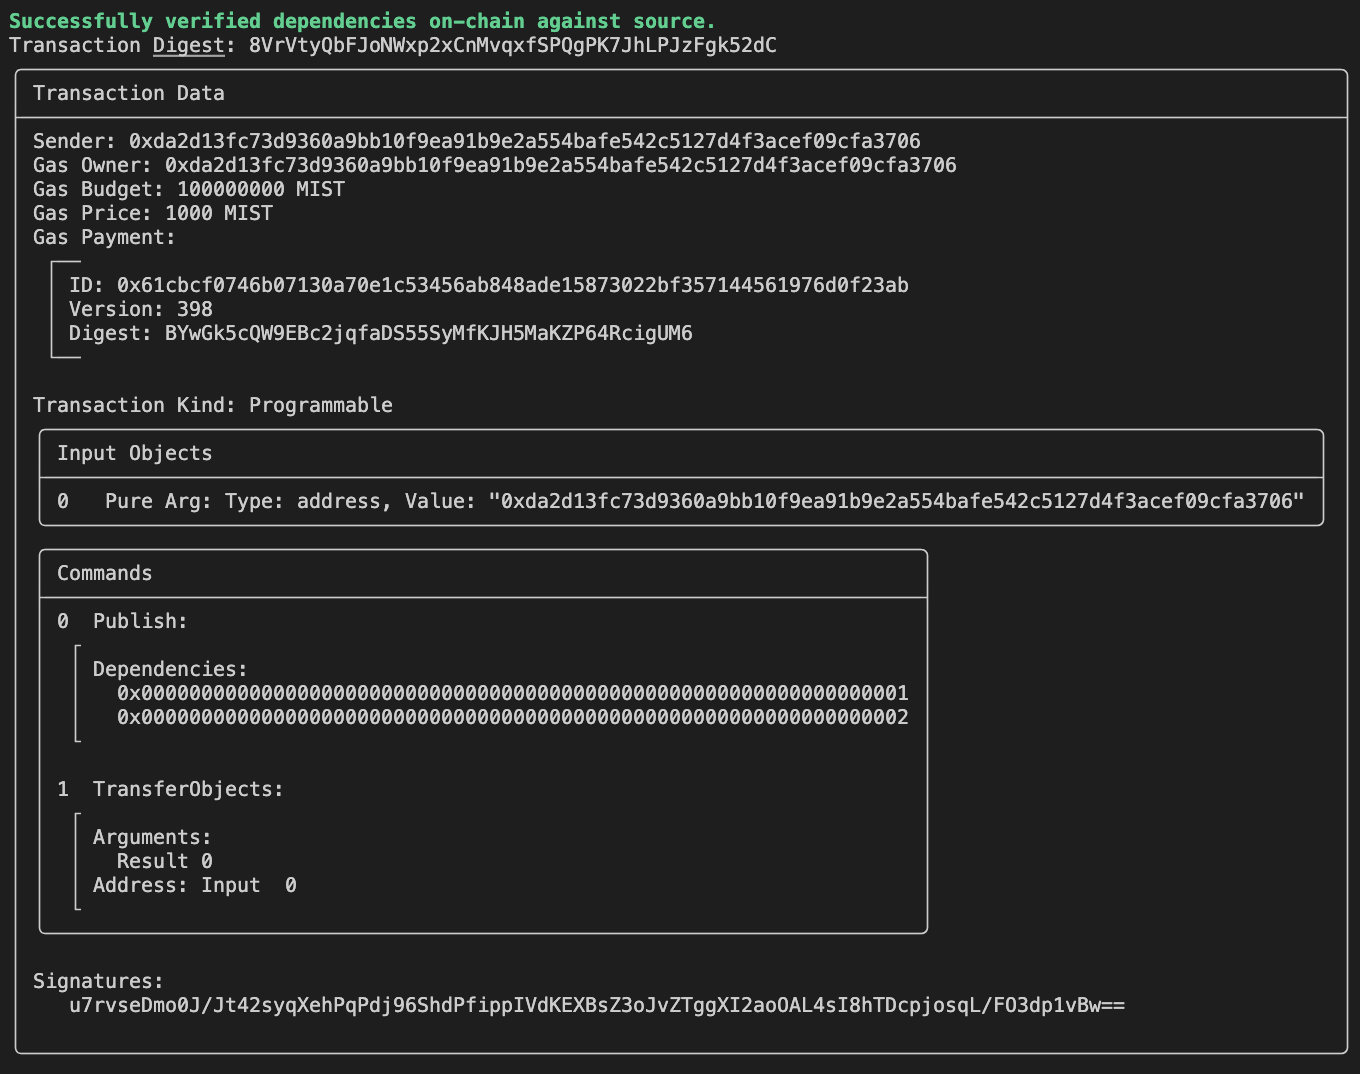 Successfully verified dependencies on-chain against source.
Transaction Digest: 8VrVtyQbFJoNWxp2xCnMvqxfSPQgPK7JhLPJzFgk52dC
Transaction Data
Sender: 0xda2d13fc73d9360a9bb10f9ea91b9e2a554bafe542c5127d4f3acef09cfa3706
Gas Owner: 0xda2d13fc73d9360a9bb10f9ea91b9e2a554bafe542c5127d4f3acef09cfa3706
Gas Budget: 100000000 MIST
Gas Price: 1000 MIST
Gas Payment:
ID: 0x61cbcf0746b07130a70e1c53456ab848ade15873022bf357144561976d0f23ab
Version: 398
Digest: BYwGk5cQW9EBc2jqfaDS55SyMfKJH5MaKZP64RcigUM6
Transaction Kind: Programmable
Input Objects
0   Pure Arg: Type: address, Value: "0xda2d13fc73d9360a9bb10f9ea91b9e2a554bafe542c5127d4f3acef09cfa3706"
Commands
0  Publish:
Dependencies:
0x0000000000000000000000000000000000000000000000000000000000000001
0x0000000000000000000000000000000000000000000000000000000000000002
1  TransferObjects:
Arguments:
Result 0
Address: Input  0
Signatures:
u7rvseDmo0J/Jt42syqXehPqPdj96ShdPfippIVdKEXBsZ3oJvZTggXI2aoOAL4sI8hTDcpjosqL/FO3dp1vBw==